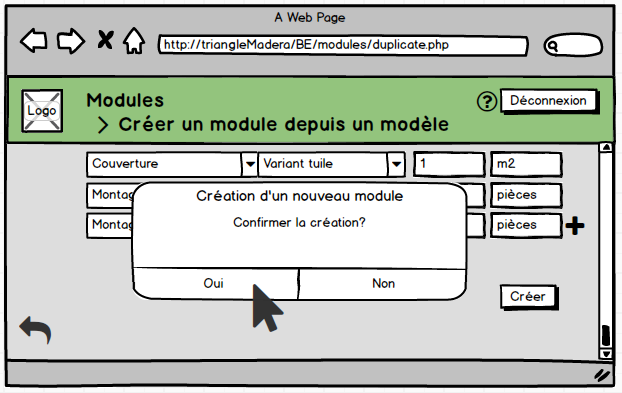 A Web Page
http://triangleMadera/BE/modules/duplicate.php
Logo
Modules
> Créer un module depuis un modèle
?
Déconnexion
Couverture
Variant tuile
1
m2
Montag
pièces
Montag
pièces
Création d'un nouveau module
Confirmer la création?
Oui
Non
Créer